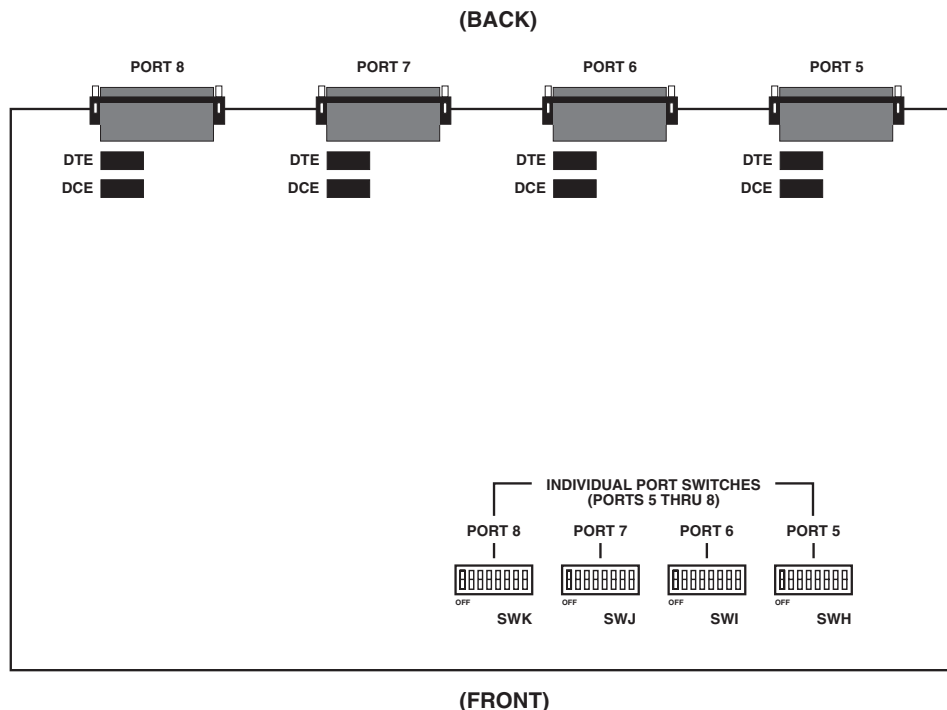 (BACK)
PORT 8 PORT 7 PORT 6 PORT 5
DTE DTE DTE DTE
DCE DCE DCE DCE
INDIVIDUAL PORT SWITCHES
(PORTS 5 THRU 8)
PORT 8 PORT 7 PORT 6 PORT 5
OFF OFF OFF OFF
SWK SWJ SWI SWH
(FRONT)